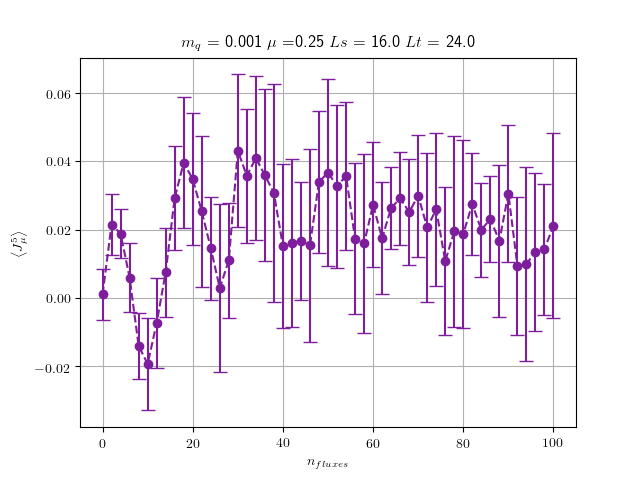 $m_q$ = 0.001 $\mu$ =0.25 $Ls$ = 16.0 $Lt$ = 24.0
0.06
0.04
0.02
0.00
−0.02
$\langle J^5_\mu \rangle$
0 20 40 60 80 100
$n_{fluxes}$